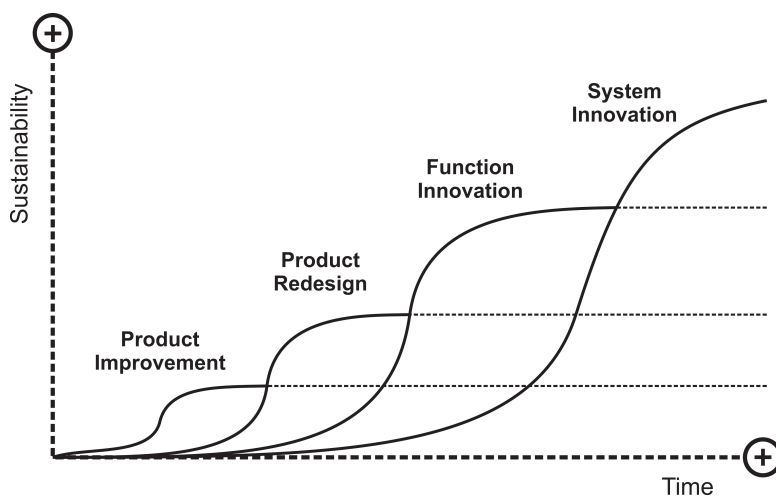 System
Innovation
Function
Innovation
Product
Redesign
Product
Improvement
Sustainability
Time